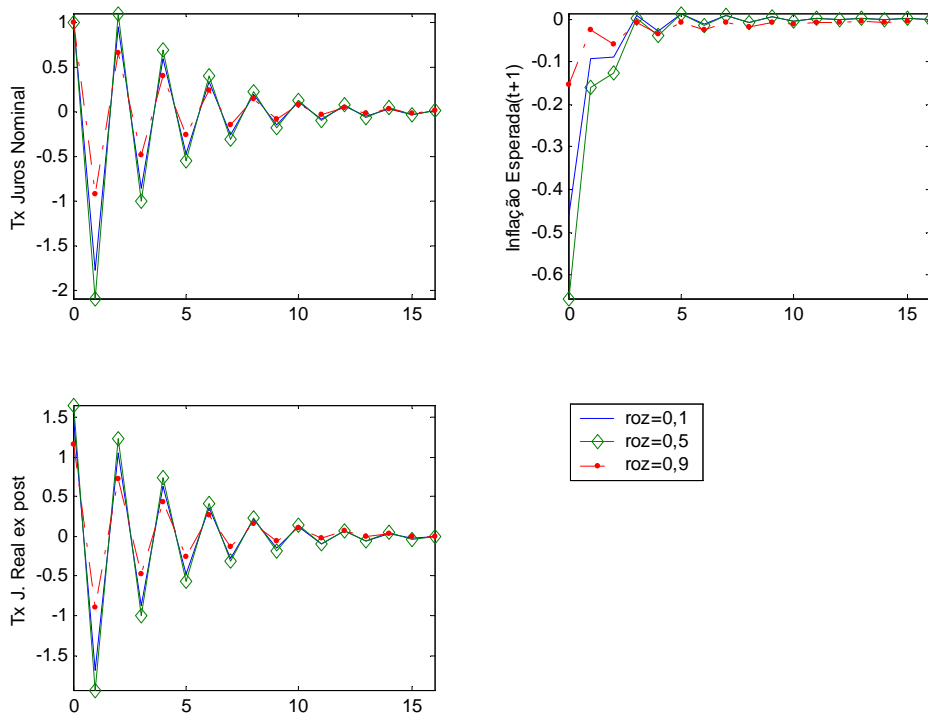 Tx Juros Nominal
1
0.5
0
-0.5
-1
-1.5
-2
0 5 10 15
Inflação Esperada(t+1)
0
-0.1
-0.2
-0.3
-0.4
-0.5
-0.6
0 5 10 15
Tx J. Real ex post
1.5
1
0.5
0
-0.5
-1
-1.5
0 5 10 15
roz=0,1
roz=0,5
roz=0,9